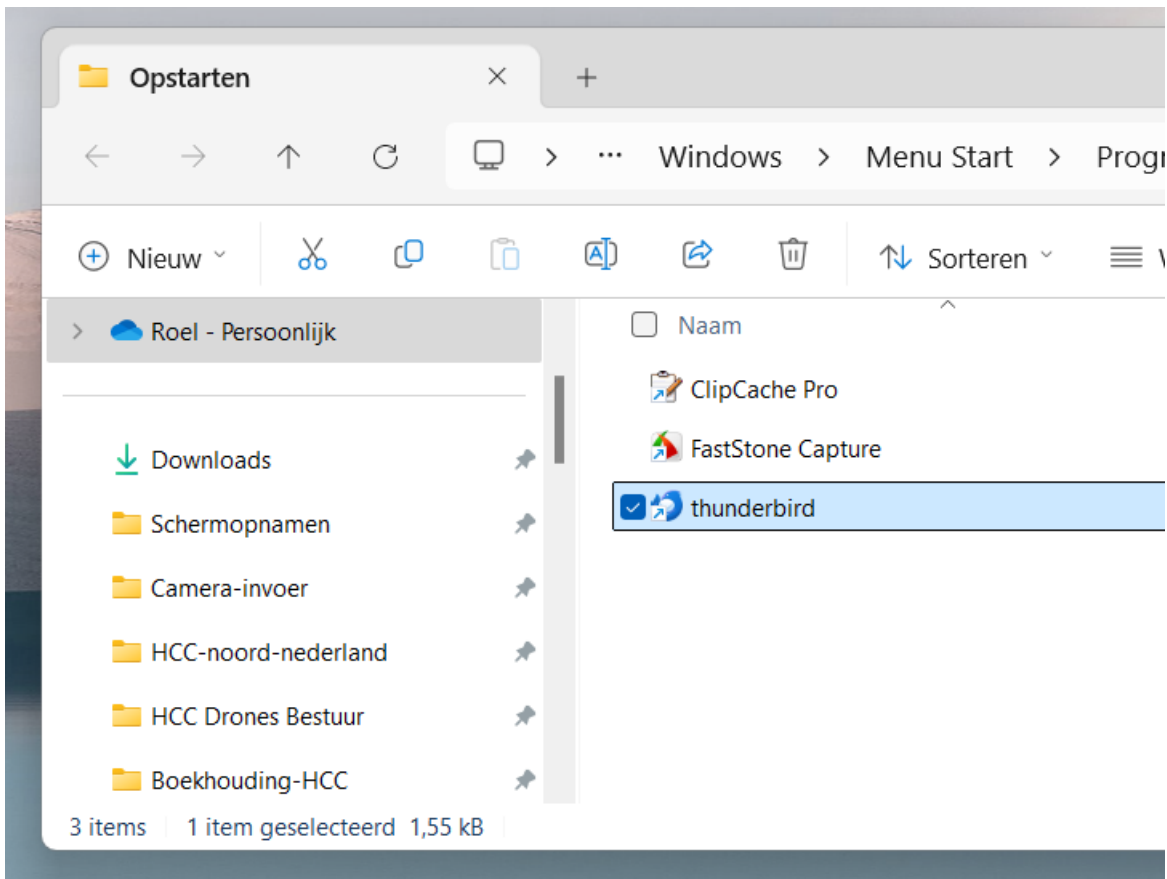 Opstarten
Windows > Menu Start > Progr
Nieuw
Sorteren
Roel - Persoonlijk
Naam
ClipCache Pro
Downloads
FastStone Capture
Schermopnamen
thunderbird
Camera-invoer
HCC-noord-nederland
HCC Drones Bestuur
Boekhouding-HCC
3 items 1 item geselecteerd 1,55 kB